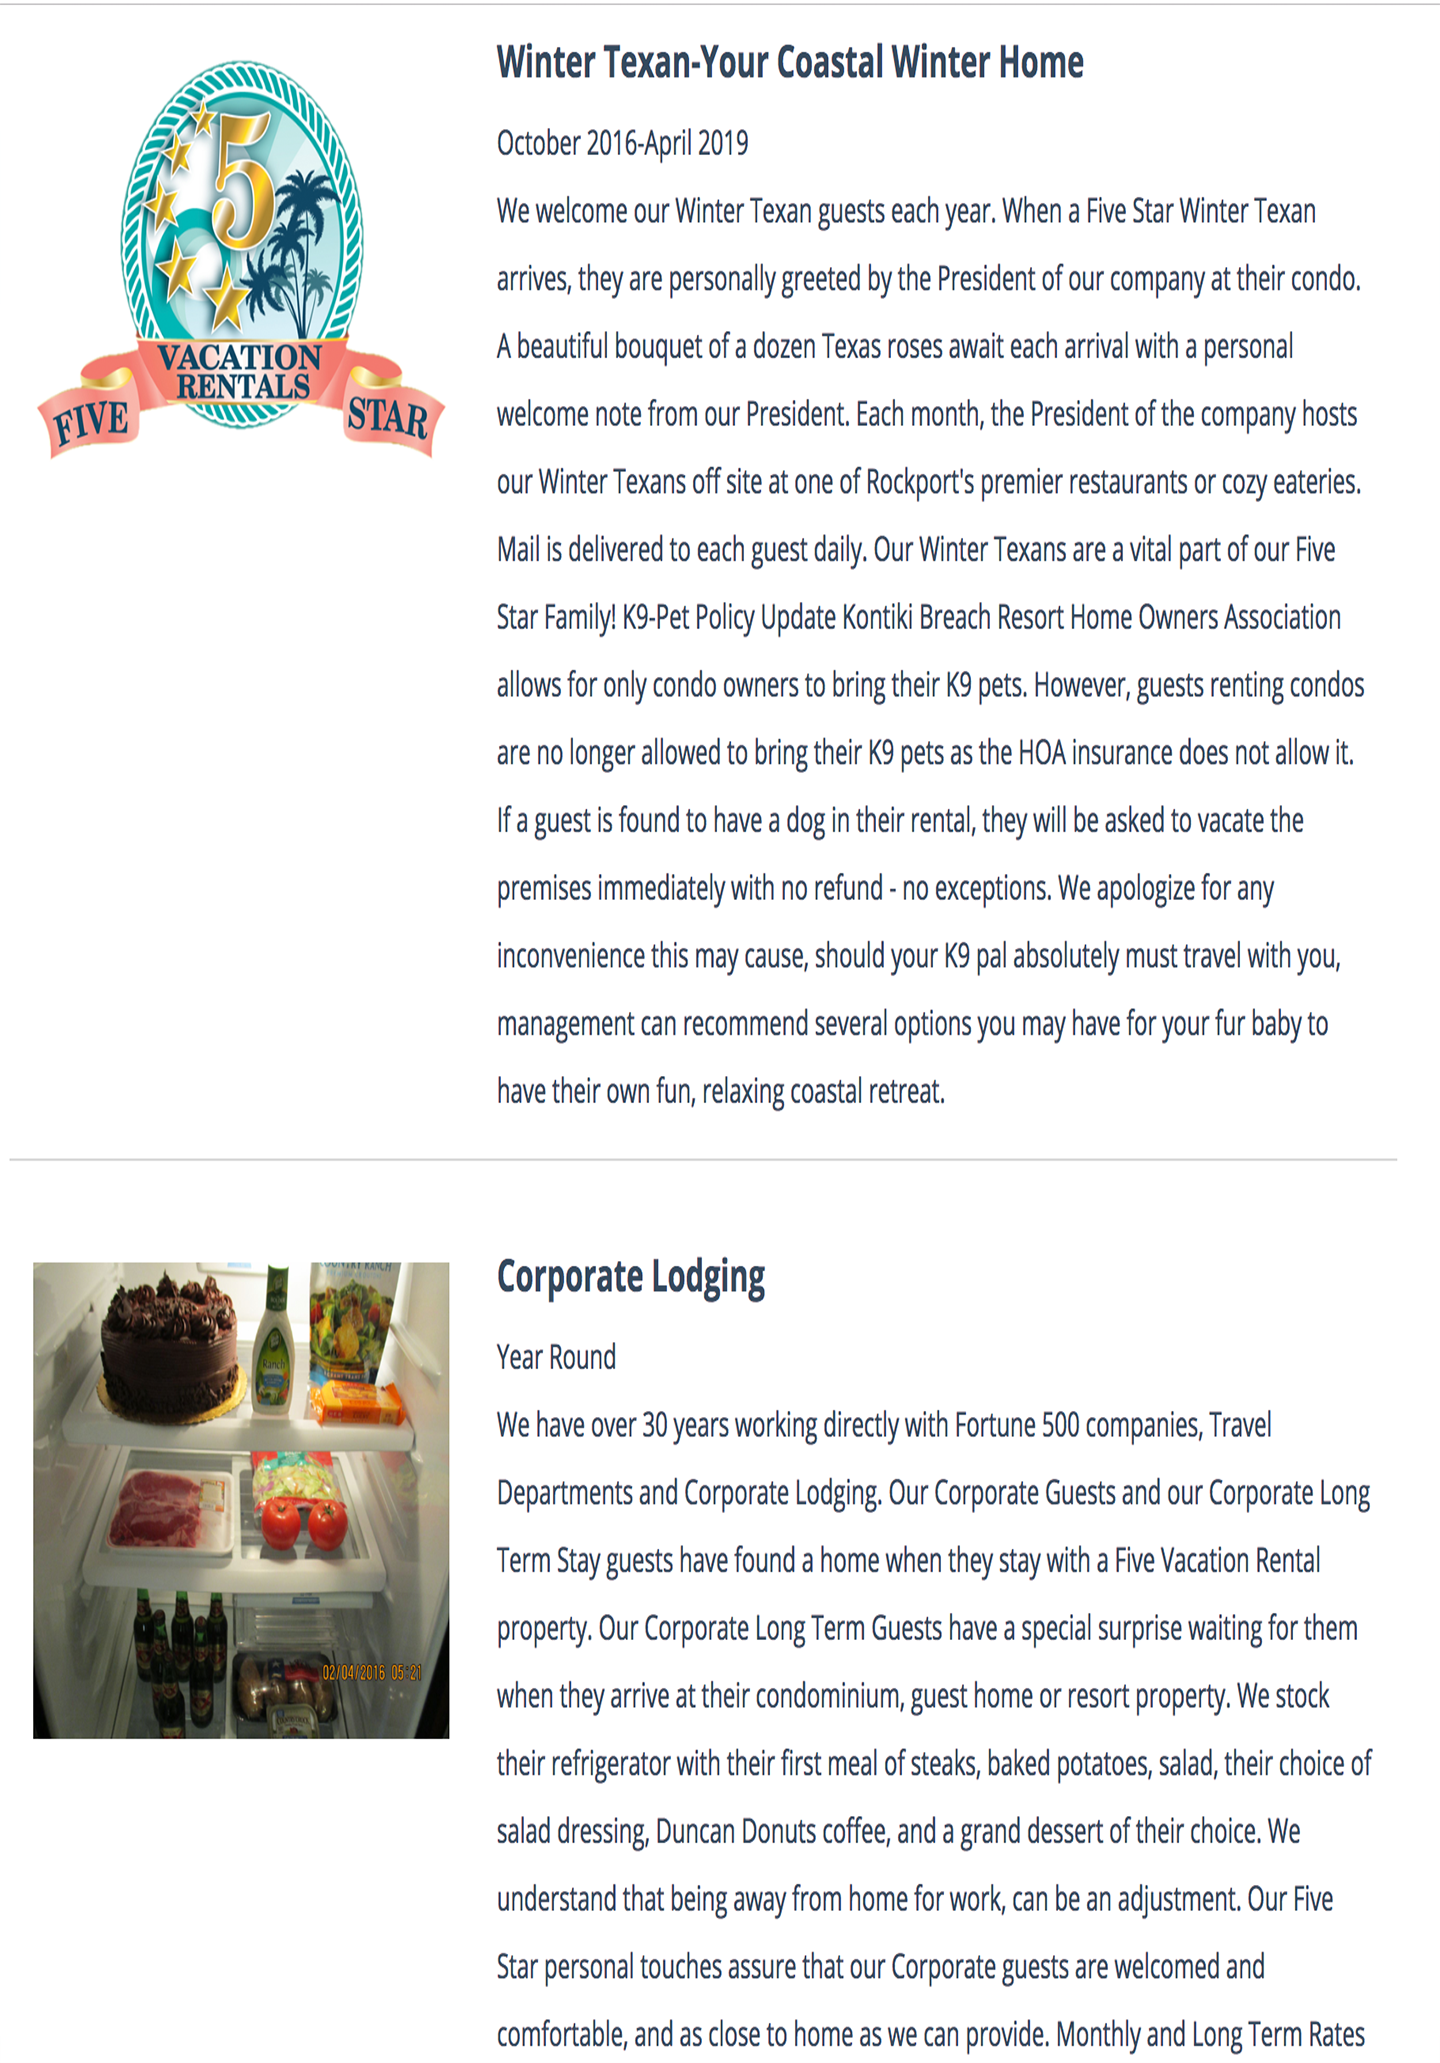 Winter Texan-Your Coastal Winter Home
October 2016-April 2019
We welcome our Winter Texan guests each year. When a Five Star Winter Texan
arrives, they are personally greeted by the President of our company at their condo.
A beautiful bouquet of a dozen Texas roses await each arrival with a personal
welcome note from our President. Each month, the President of the company hosts
our Winter Texans off site at one of Rockport's premier restaurants or cozy eateries.
Mail is delivered to each guest daily. Our Winter Texans are a vital part of our Five
Star Family! K9-Pet Policy Update Kontiki Breach Resort Home Owners Association
allows for only condo owners to bring their K9 pets. However, guests renting condos
are no longer allowed to bring their K9 pets as the HOA insurance does not allow it.
If a guest is found to have a dog in their rental, they will be asked to vacate the
premises immediately with no refund - no exceptions. We apologize for any
inconvenience this may cause, should your K9 pal absolutely must travel with you,
management can recommend several options you may have for your fur baby to
have their own fun, relaxing coastal retreat.
5
VACATION
RENTALS
FIVE
STAR
Corporate Lodging
Year Round
We have over 30 years working directly with Fortune 500 companies, Travel
Departments and Corporate Lodging. Our Corporate Guests and our Corporate Long
Term Stay guests have found a home when they stay with a Five Vacation Rental
property. Our Corporate Long Term Guests have a special surprise waiting for them
when they arrive at their condominium, guest home or resort property. We stock
their refrigerator with their first meal of steaks, baked potatoes, salad, their choice of
salad dressing, Duncan Donuts coffee, and a grand dessert of their choice. We
understand that being away from home for work, can be an adjustment. Our Five
Star personal touches assure that our Corporate guests are welcomed and
comfortable, and as close to home as we can provide. Monthly and Long Term Rates
COUNTRY RANCH
Ranch
02/04/2016 05:21